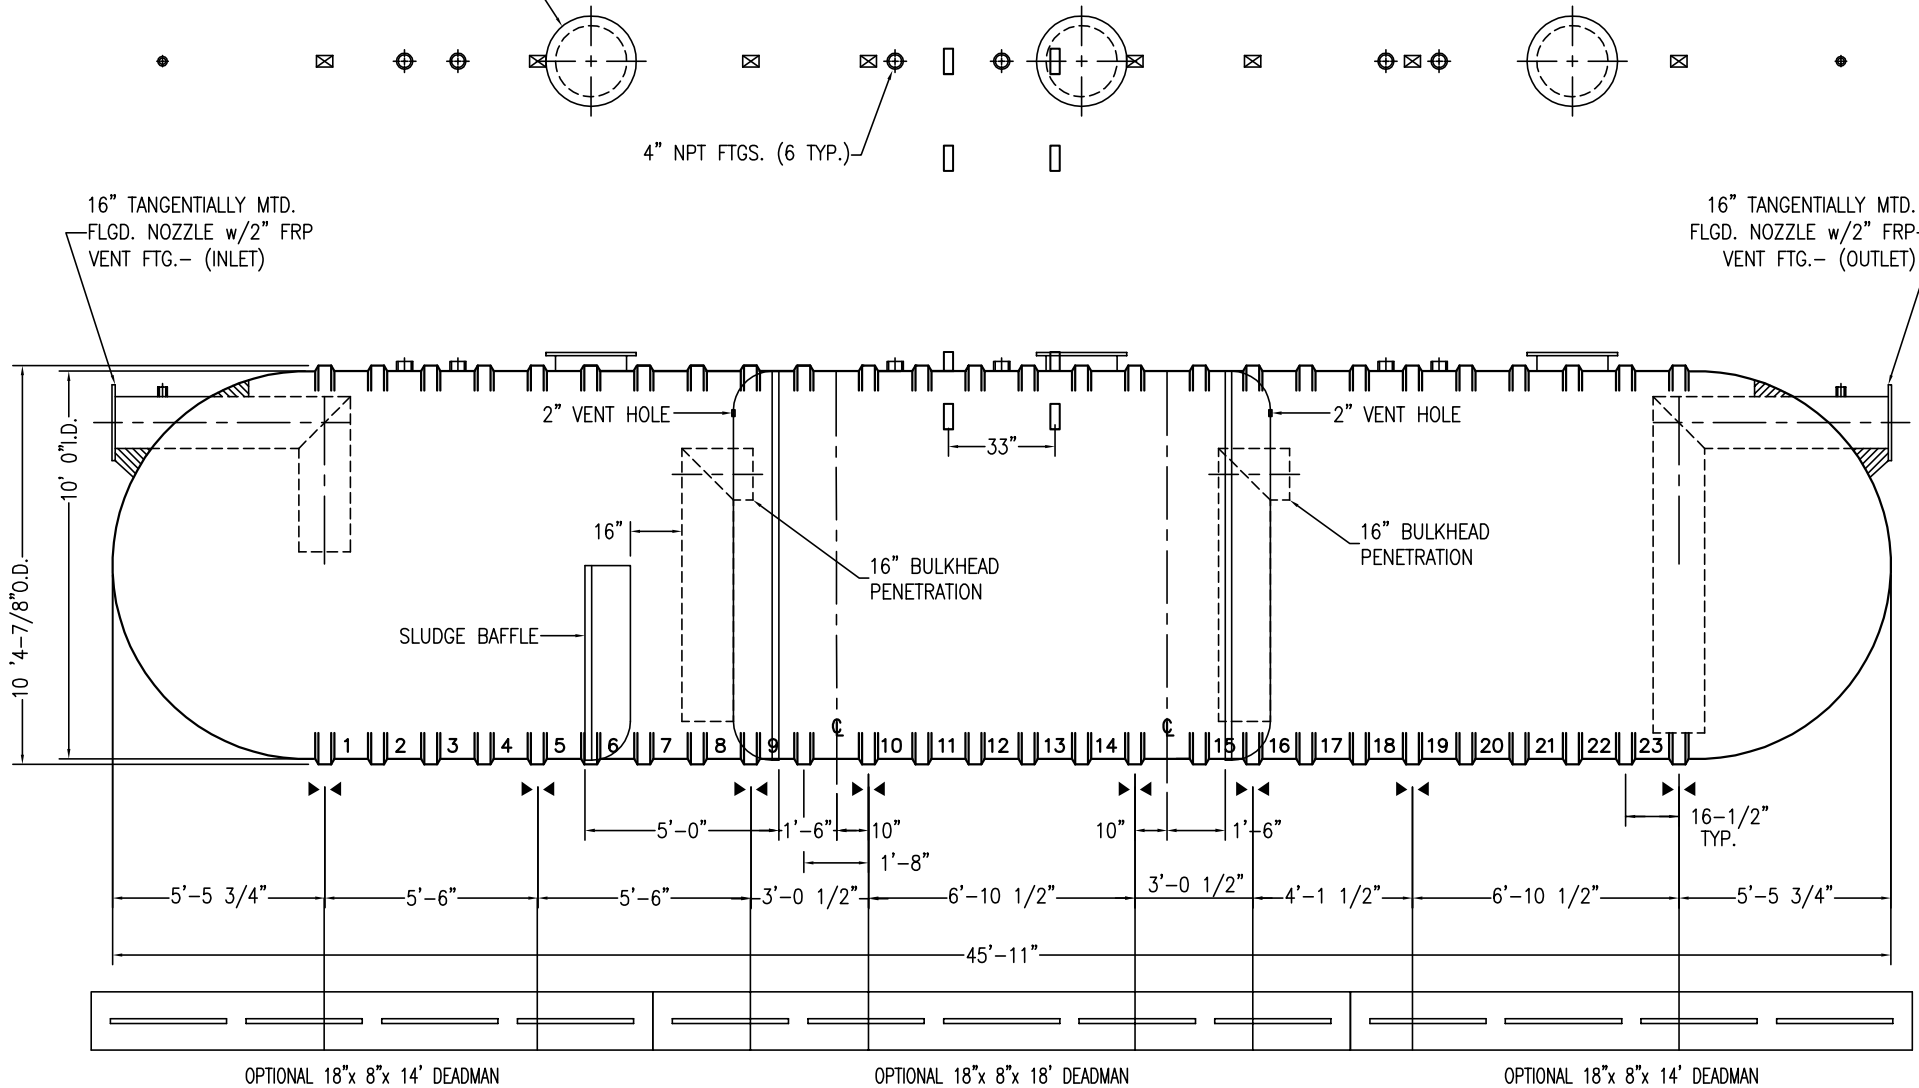 4” NPT FTGS. (6 TYP.)
16” TANGENTIALLY MTD.
FLGD. NOZZLE w/2” FRP
VENT FTG.– (INLET)
16” TANGENTIALLY MTD.
FLGD. NOZZLE w/2” FRP
VENT FTG.– (OUTLET)
2” VENT HOLE
33”
2” VENT HOLE
10’ 0”I.D.
10 ’4–7/8”O.D.
16”
16” BULKHEAD
PENETRATION
16” BULKHEAD
PENETRATION
SLUDGE BAFFLE
℄ ℄
1 2 3 4 5 6 7 8 9 10 11 12 13 14 15 16 17 18 19 20 21 22 23
5’–0” 1’–6” 10” 10” 1’–6” 16–1/2”
TYP.
1’–8”
5’–5 3/4” 5’–6” 5’–6” 3’–0 1/2” 6’–10 1/2” 3’–0 1/2” 4’–1 1/2” 6’–10 1/2” 5’–5 3/4”
45’–11”
OPTIONAL 18”x 8”x 14’ DEADMAN
OPTIONAL 18”x 8”x 18’ DEADMAN
OPTIONAL 18”x 8”x 14’ DEADMAN